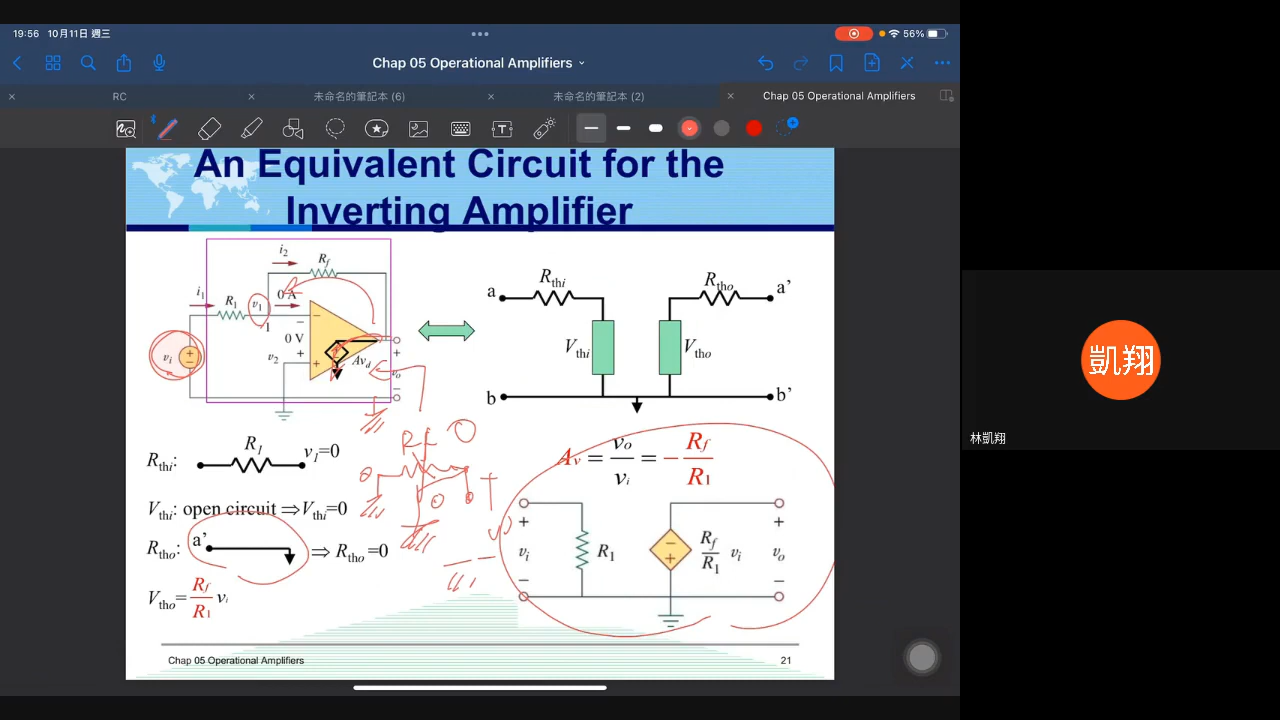 19:56 10月11日 週三
56%
Chap 05 Operational Amplifiers
RC
未命名的筆記本 (6)
未命名的筆記本 (2)
Chap 05 Operational Amplifiers
An Equivalent Circuit for the
Inverting Amplifier
i2
Rf
i1
R1
v1
0 A
1
0 V
vi
v2
Avd
vo
a
Rthi
Rtho
a'
Vthi
Vtho
b
b'
Rf
Rthi:
R1
v1=0
Av = vo/vi = − Rf/R1
Vthi: open circuit ⇒Vthi=0
Rtho: a' ⇒ Rtho =0
vi
R1
Rf/R1 vi
vo
Vtho= Rf/R1 vi
Chap 05 Operational Amplifiers
21
凱翔
林凱翔